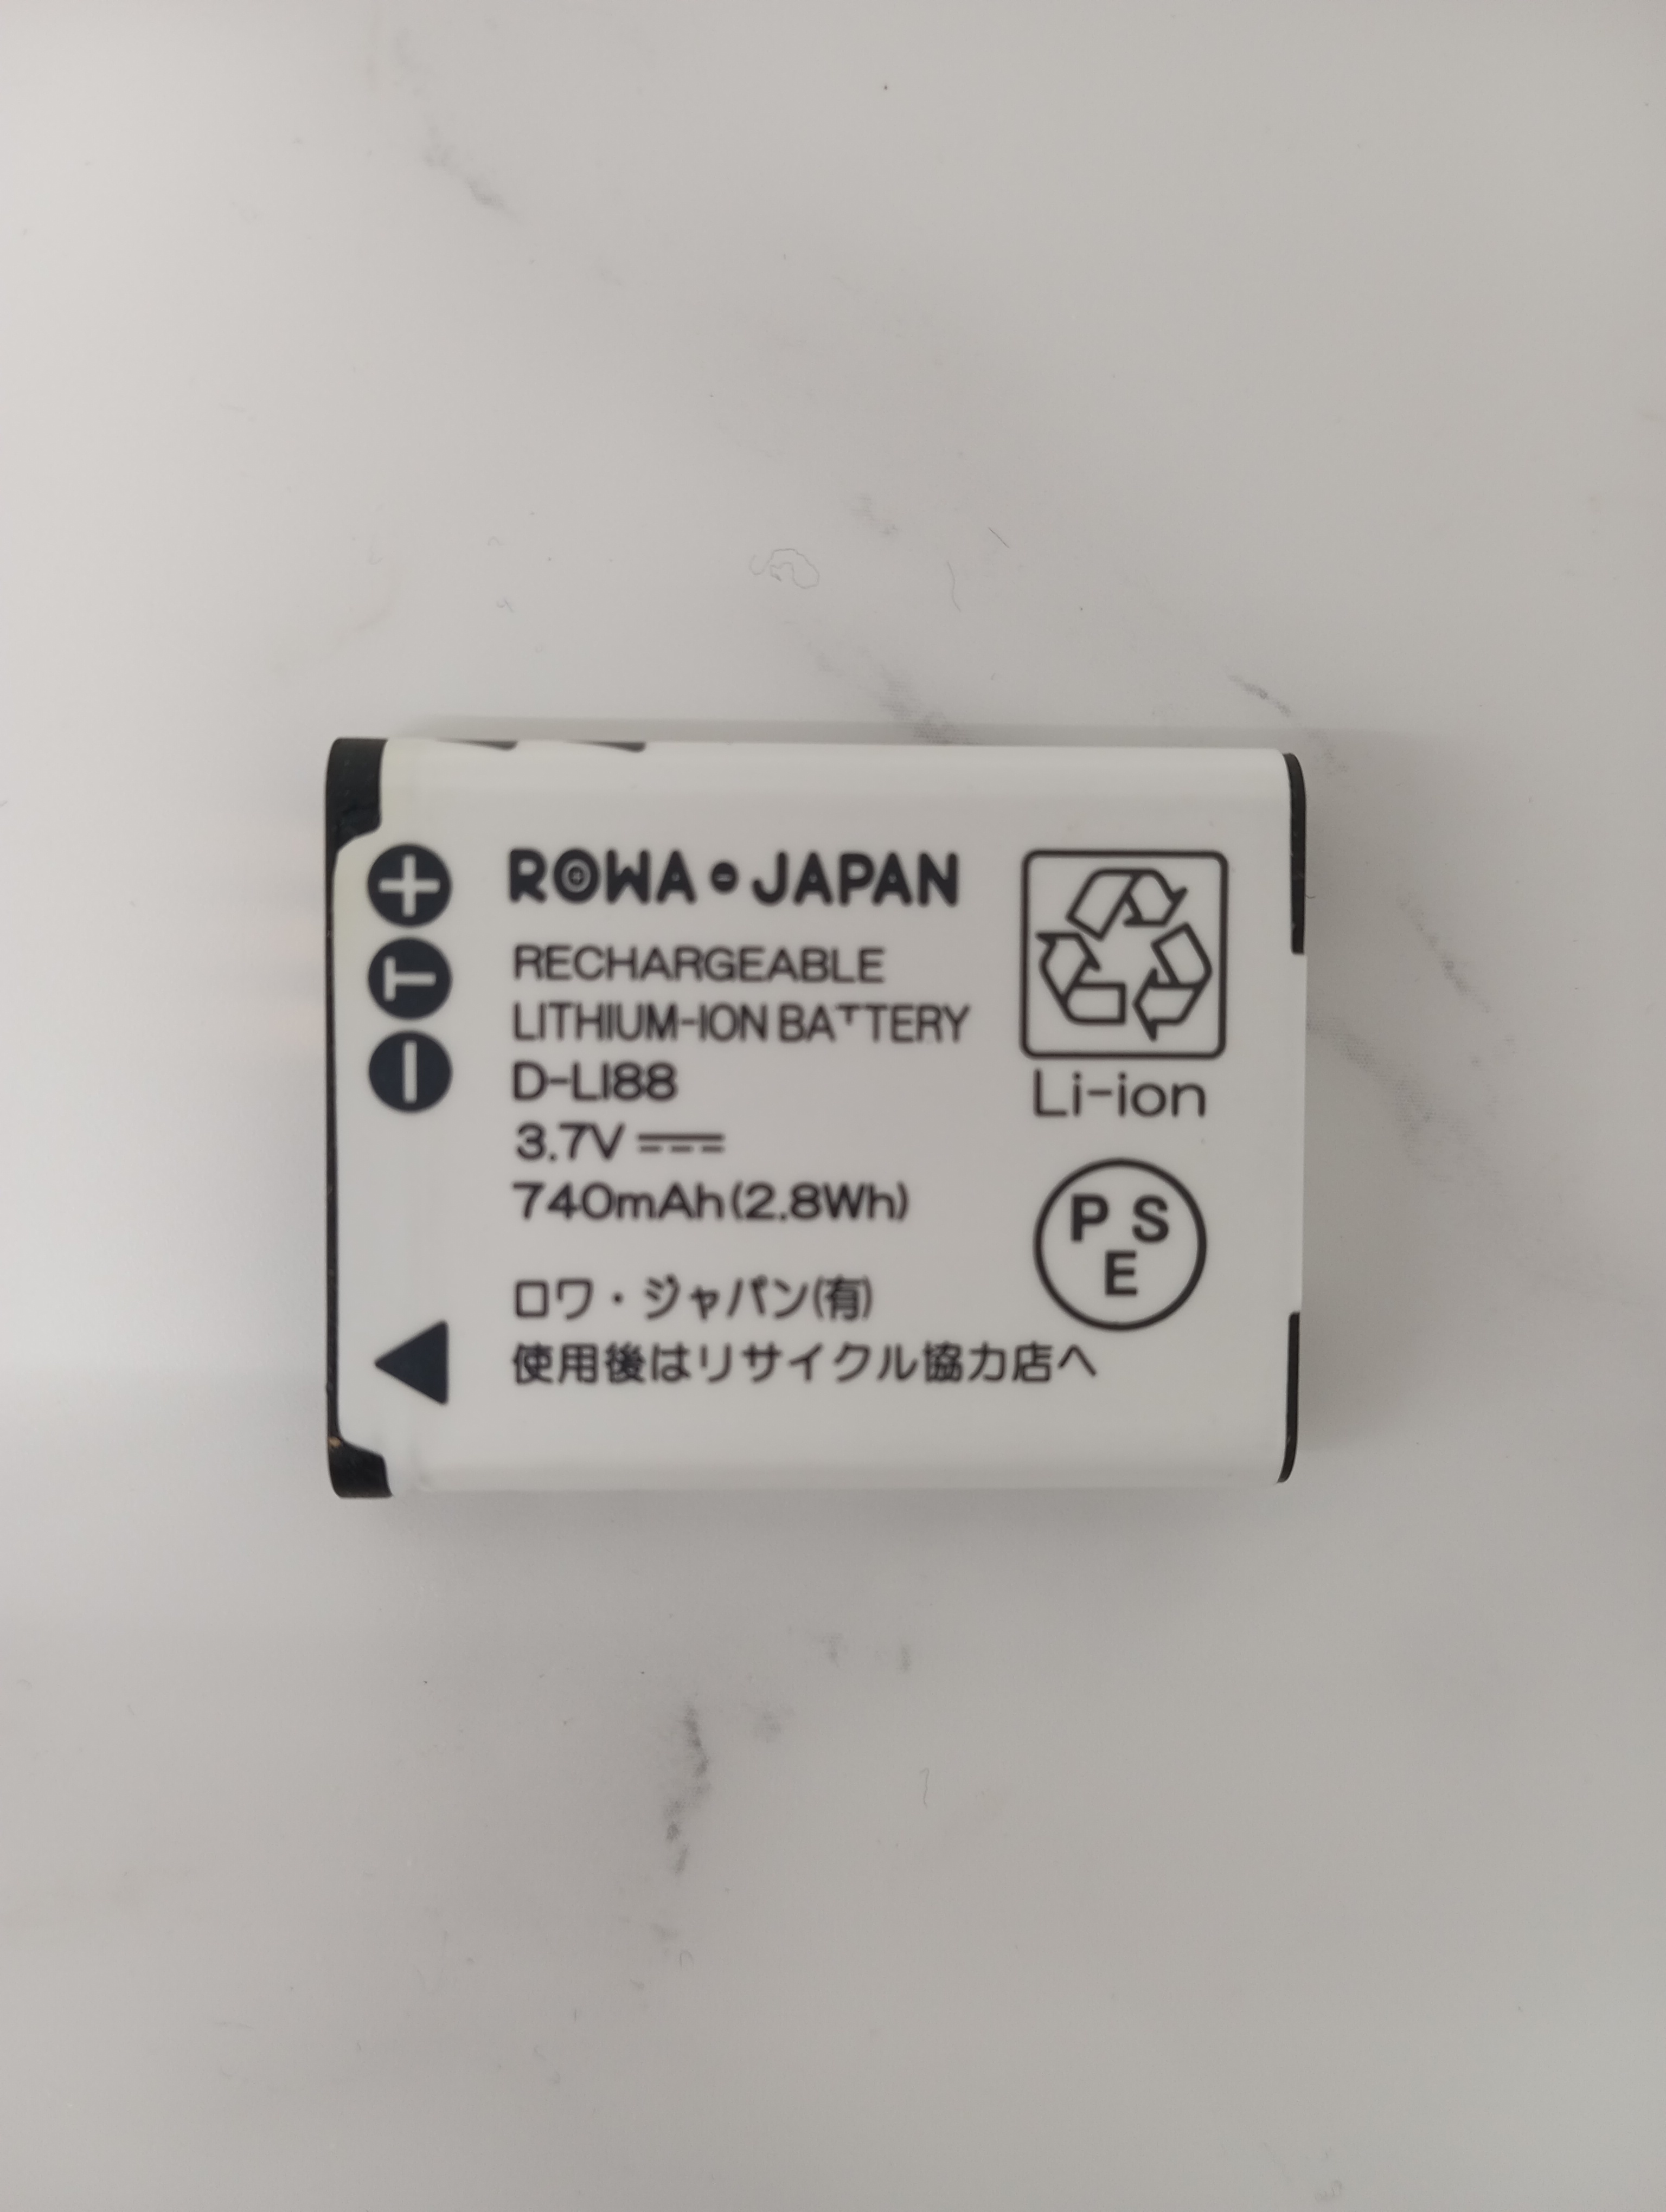 ROWA・JAPAN
RECHARGEABLE
LITHIUM-ION BATTERY
D-LI88
3.7V ⎓
740mAh(2.8Wh)
ロワ・ジャパン(有)
使用後はリサイクル協力店へ
+
T
−
Li-ion
PSE